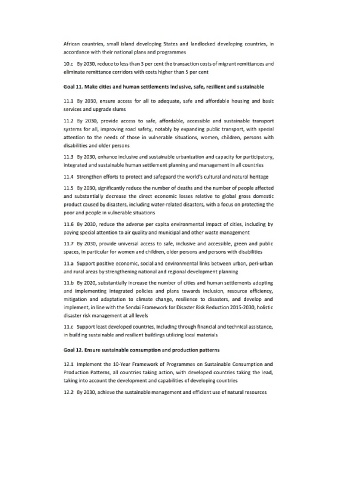 African countries, small island developing States and landlocked developing countries, in
accordance with their national plans and programmes
10.c By 2030, reduce to less than 3 per cent the transaction costs of migrant remittances and
eliminate remittance corridors with costs higher than 5 per cent
Goal 11. Make cities and human settlements inclusive, safe, resilient and sustainable
11.1 By 2030, ensure access for all to adequate, safe and affordable housing and basic
services and upgrade slums
11.2 By 2030, provide access to safe, affordable, accessible and sustainable transport
systems for all, improving road safety, notably by expanding public transport, with special
attention to the needs of those in vulnerable situations, women, children, persons with
disabilities and older persons
11.3 By 2030, enhance inclusive and sustainable urbanization and capacity for participatory,
integrated and sustainable human settlement planning and management in all countries
11.4 Strengthen efforts to protect and safeguard the world's cultural and natural heritage
11.5 By 2030, significantly reduce the number of deaths and the number of people affected
and substantially decrease the direct economic losses relative to global gross domestic
product caused by disasters, including water-related disasters, with a focus on protecting the
poor and people in vulnerable situations
11.6 By 2030, reduce the adverse per capita environmental impact of cities, including by
paying special attention to air quality and municipal and other waste management
11.7 By 2030, provide universal access to safe, inclusive and accessible, green and public
spaces, in particular for women and children, older persons and persons with disabilities
11.a Support positive economic, social and environmental links between urban, peri-urban
and rural areas by strengthening national and regional development planning
11.b By 2020, substantially increase the number of cities and human settlements adopting
and implementing integrated policies and plans towards inclusion, resource efficiency,
mitigation and adaptation to climate change, resilience to disasters, and develop and
implement, in line with the Sendai Framework for Disaster Risk Reduction 2015-2030, holistic
disaster risk management at all levels
11.c Support least developed countries, including through financial and technical assistance,
in building sustainable and resilient buildings utilizing local materials
Goal 12. Ensure sustainable consumption and production patterns
12.1 Implement the 10-Year Framework of Programmes on Sustainable Consumption and
Production Patterns, all countries taking action, with developed countries taking the lead,
taking into account the development and capabilities of developing countries
12.2 By 2030, achieve the sustainable management and efficient use of natural resources